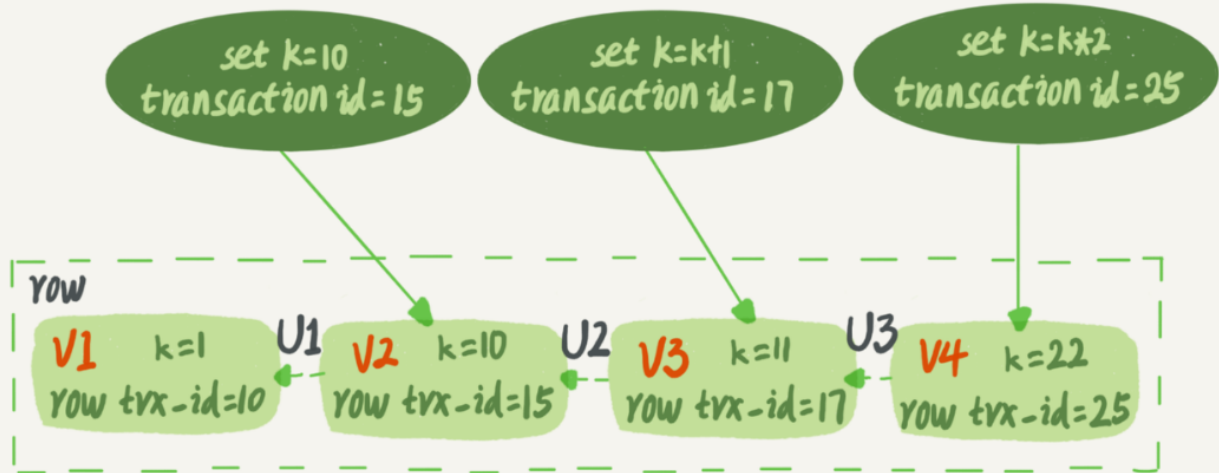 set k=10
transaction id=15
set k=k+1
transaction id=17
set k=k*2
transaction id=25
row
V1 k=1
row trx-id=10
U1
V2 k=10
row trx-id=15
U2
V3 k=11
row trx-id=17
U3
V4 k=22
row trx-id=25